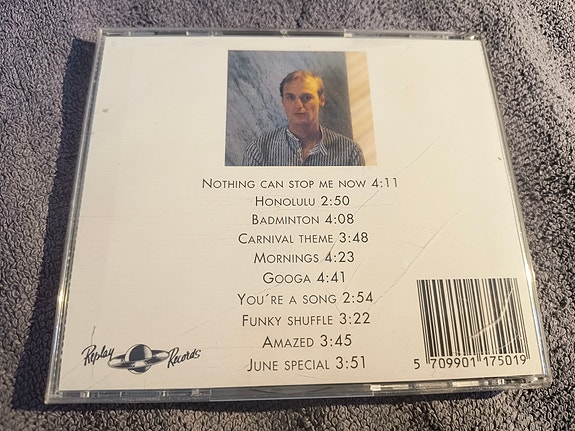 Nothing can stop me now 4:11
Honolulu 2:50
Badminton 4:08
Carnival theme 3:48
Mornings 4:23
Googa 4:41
You´re a song 2:54
Funky shuffle 3:22
Amazed 3:45
June special 3:51
Replay Records
5 709901 175019